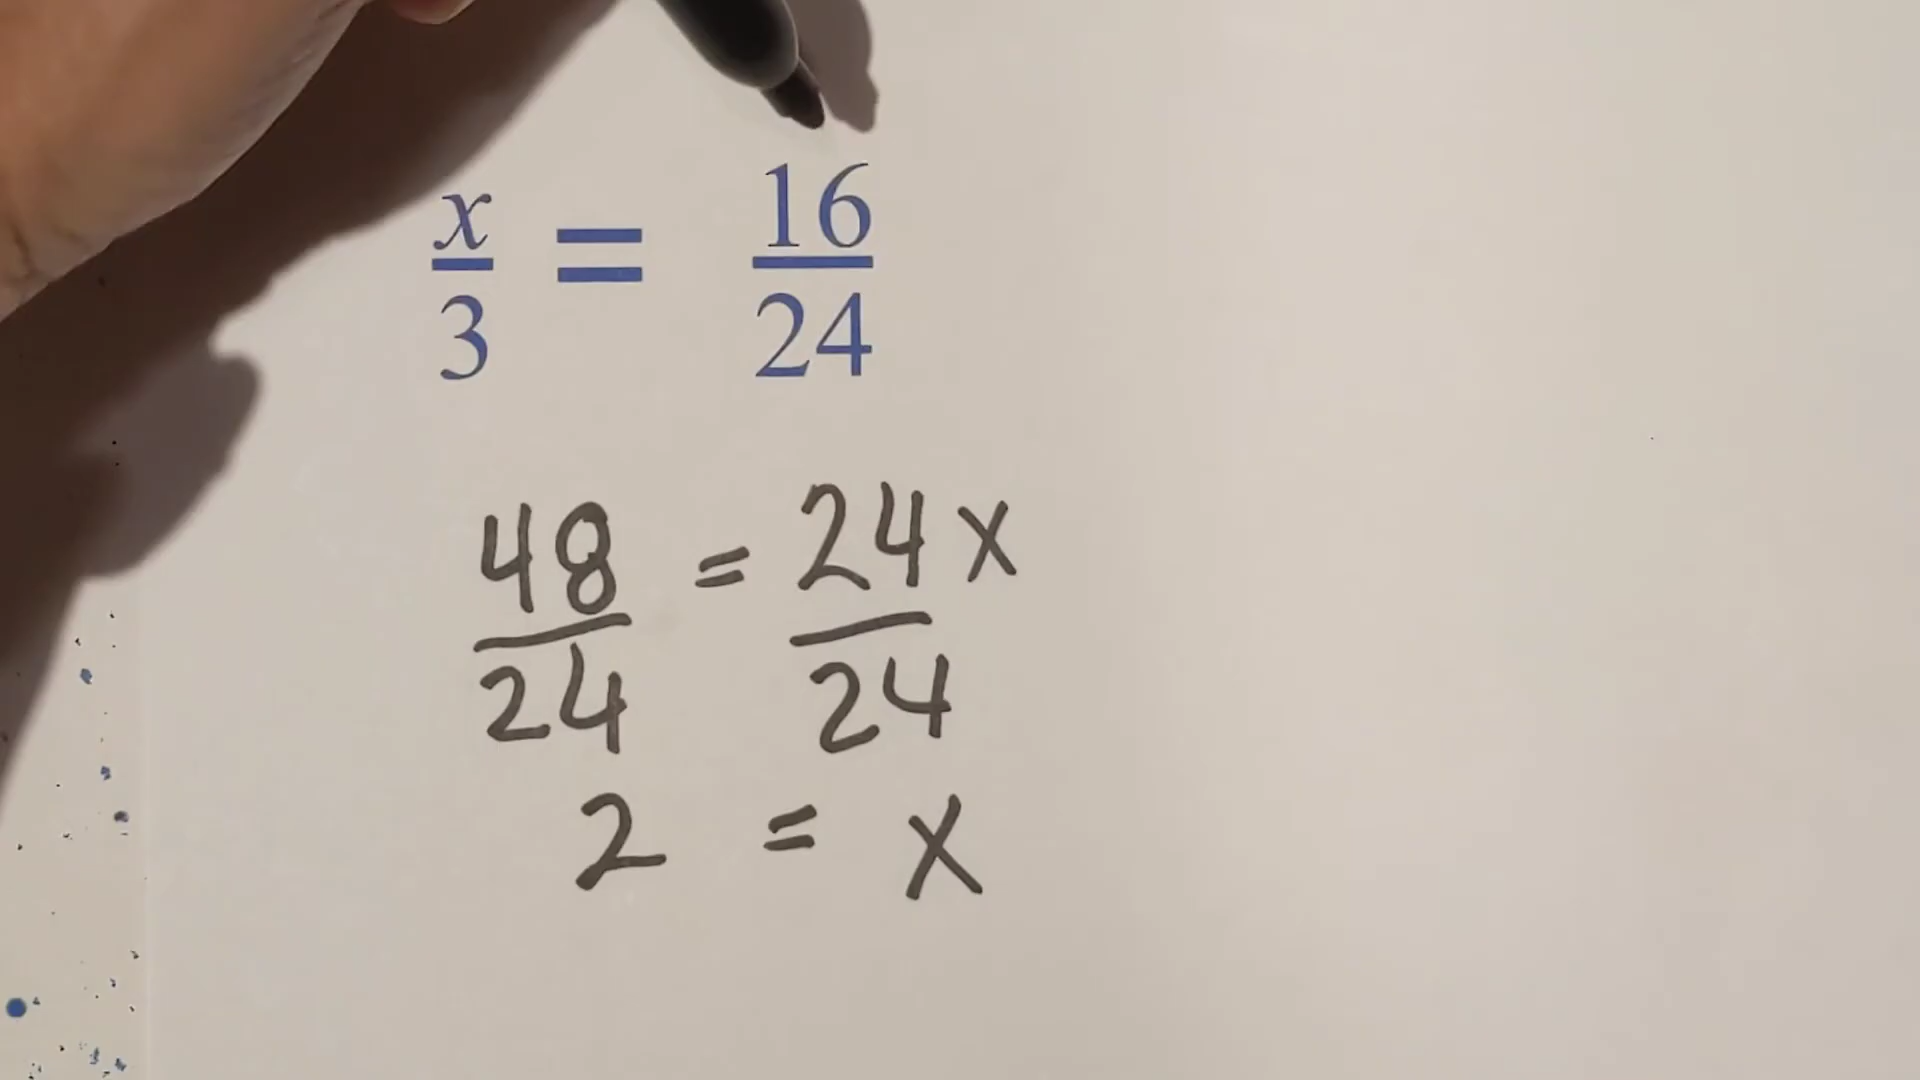 x/3 = 16/24
48/24 = 24x/24
2 = x